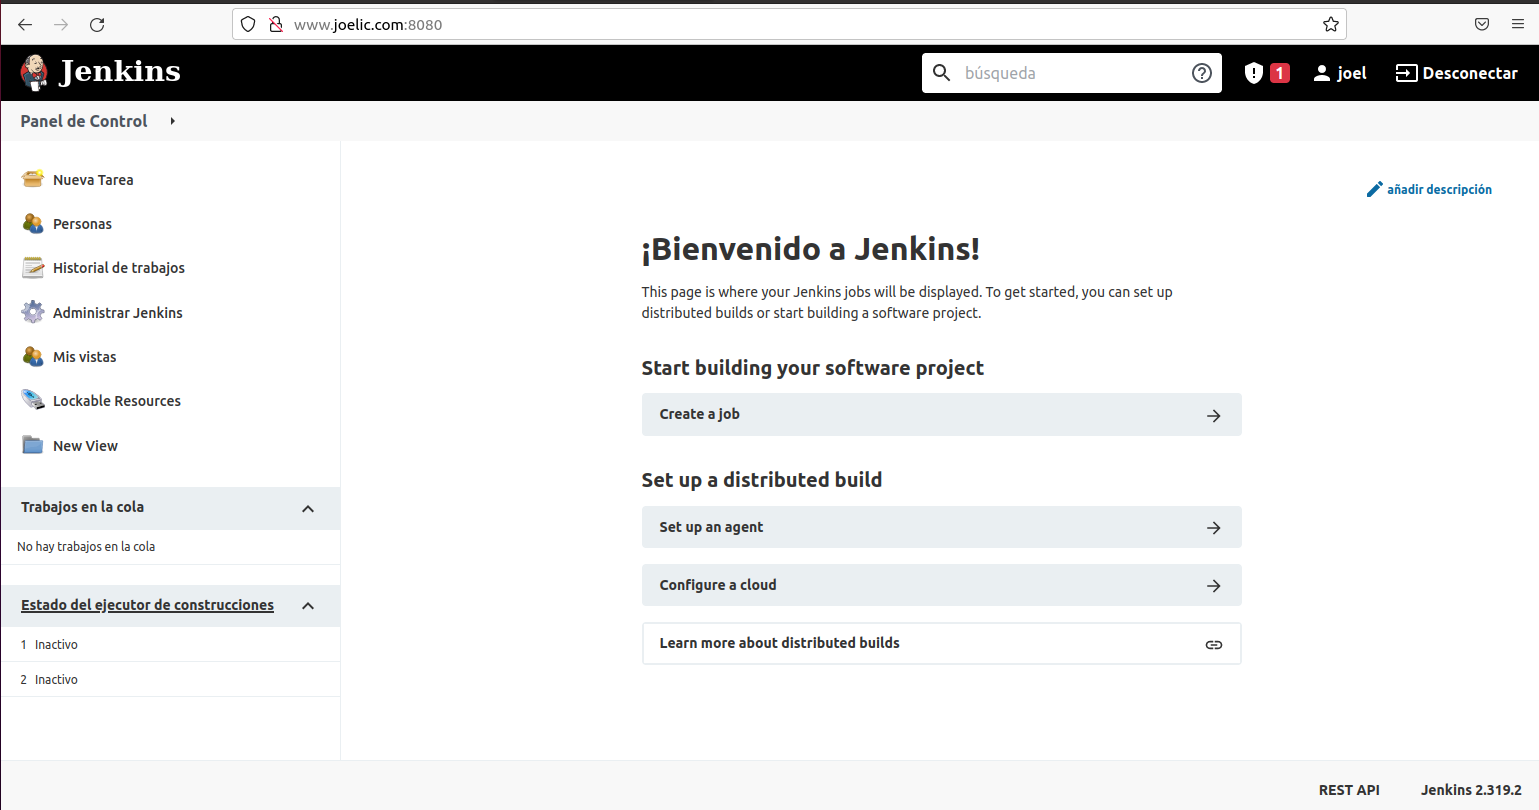 www.joelic.com:8080
Jenkins
búsqueda
1
joel
Desconectar
Panel de Control
Nueva Tarea
Personas
Historial de trabajos
Administrar Jenkins
Mis vistas
Lockable Resources
New View
Trabajos en la cola
No hay trabajos en la cola
Estado del ejecutor de construcciones
1 Inactivo
2 Inactivo
añadir descripción
¡Bienvenido a Jenkins!
This page is where your Jenkins jobs will be displayed. To get started, you can set up
distributed builds or start building a software project.
Start building your software project
Create a job
Set up a distributed build
Set up an agent
Configure a cloud
Learn more about distributed builds
REST API
Jenkins 2.319.2